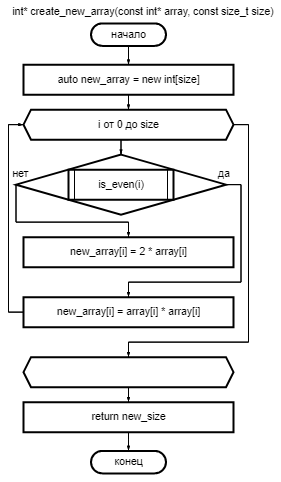 int* create_new_array(const int* array, const size_t size)
начало
auto new_array = new int[size]
i от 0 до size
нет
да
is_even(i)
new_array[i] = 2 * array[i]
new_array[i] = array[i] * array[i]
return new_size
конец